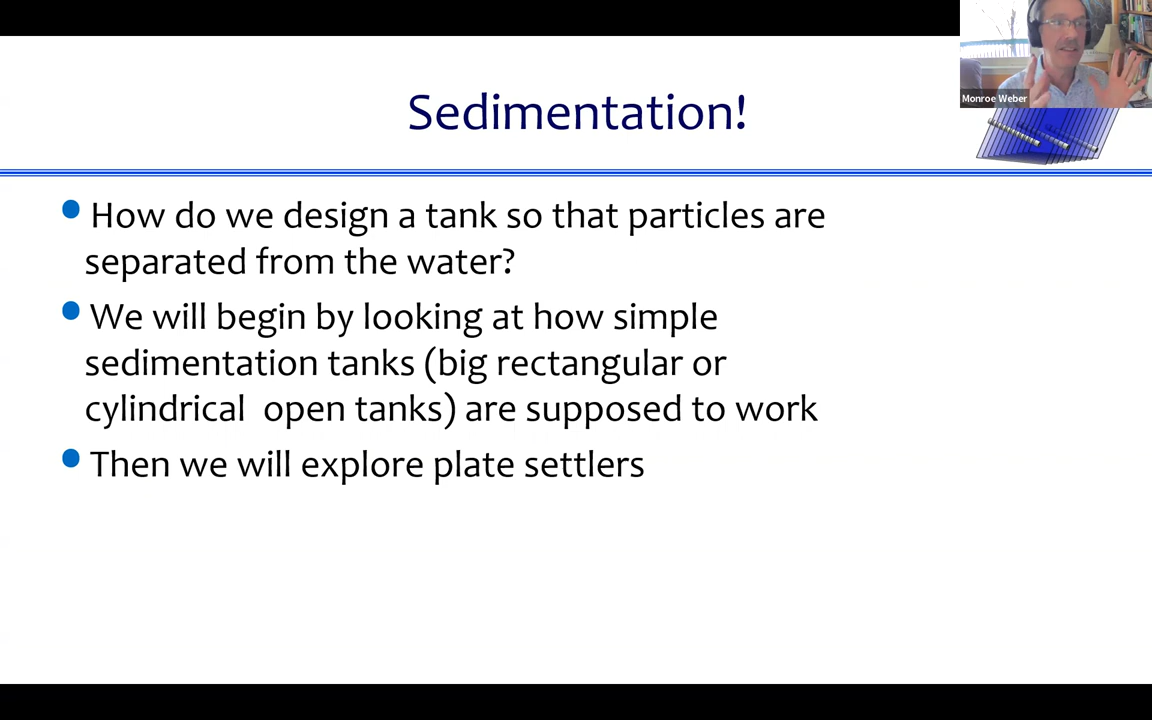 Monroe Weber
Sedimentation!
How do we design a tank so that particles are
separated from the water?
We will begin by looking at how simple
sedimentation tanks (big rectangular or
cylindrical  open tanks) are supposed to work
Then we will explore plate settlers